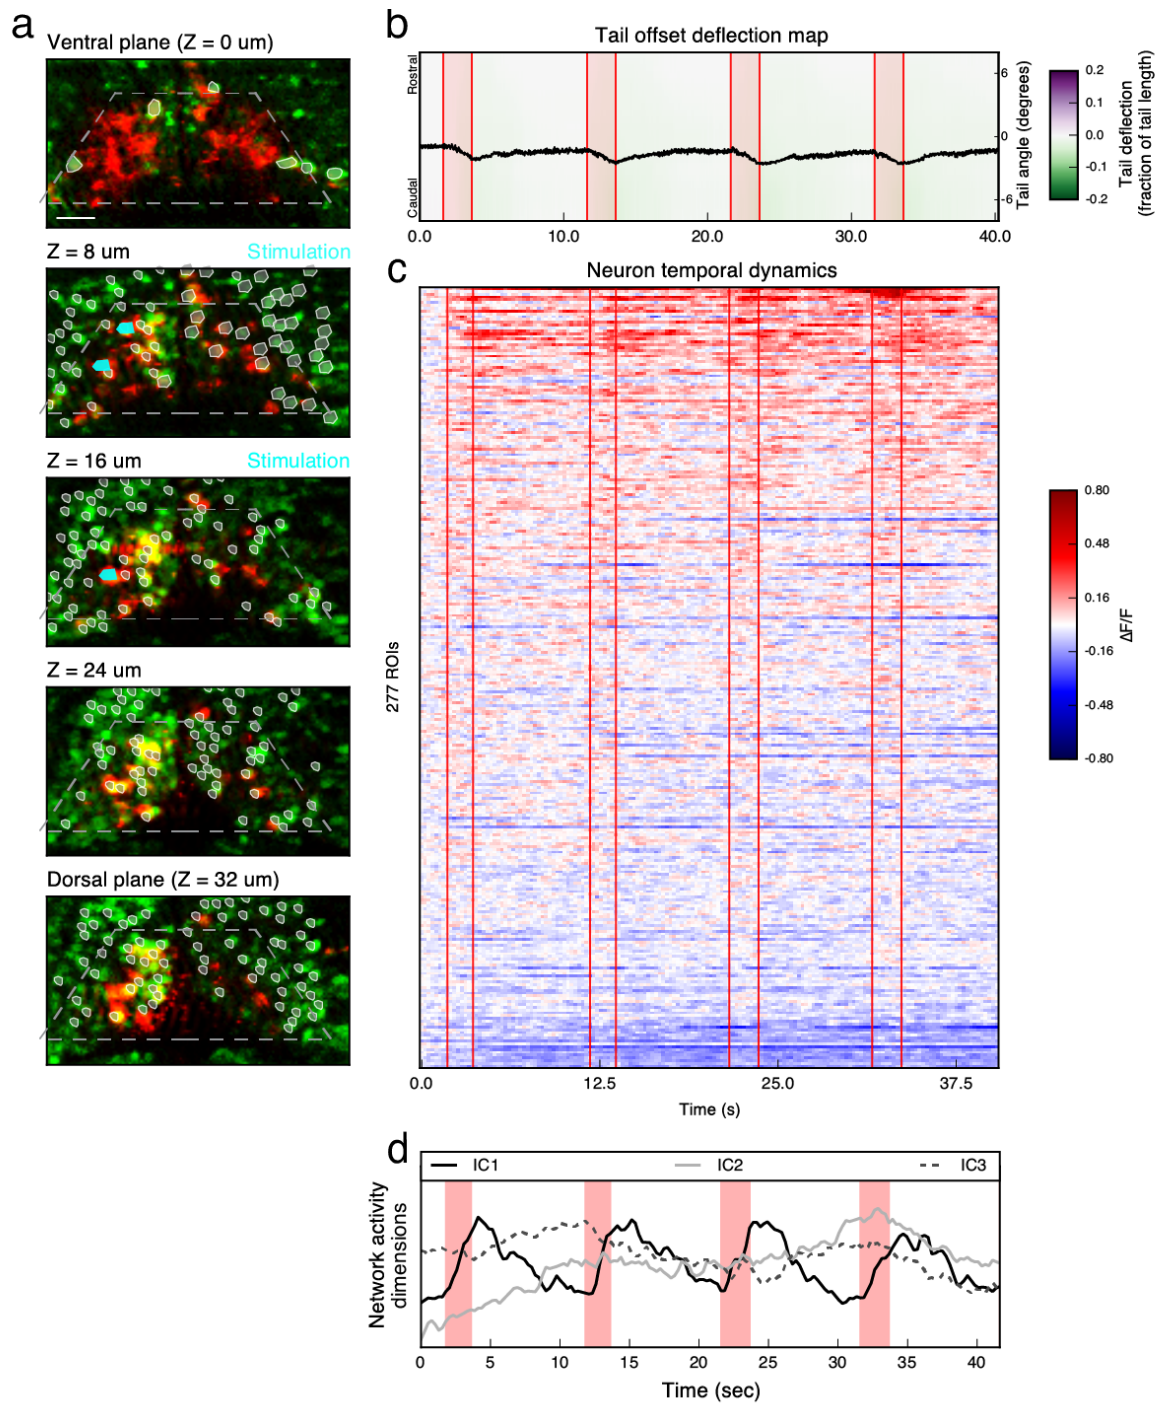 a
Ventral plane (Z = 0 um)
Z = 8 um
Stimulation
Z = 16 um
Stimulation
Z = 24 um
Dorsal plane (Z = 32 um)
b
Tail offset deflection map
Rostral
Caudal
6
0
-6
Tail angle (degrees)
0.0 10.0 20.0 30.0 40.0
0.2
0.1
0.0
-0.1
-0.2
Tail deflection
(fraction of tail length)
c
Neuron temporal dynamics
277 ROIs
0.0 12.5 25.0 37.5
Time (s)
0.80
0.48
0.16
-0.16
-0.48
-0.80
ΔF/F
d
IC1 IC2 IC3
Network activity
dimensions
0 5 10 15 20 25 30 35 40
Time (sec)